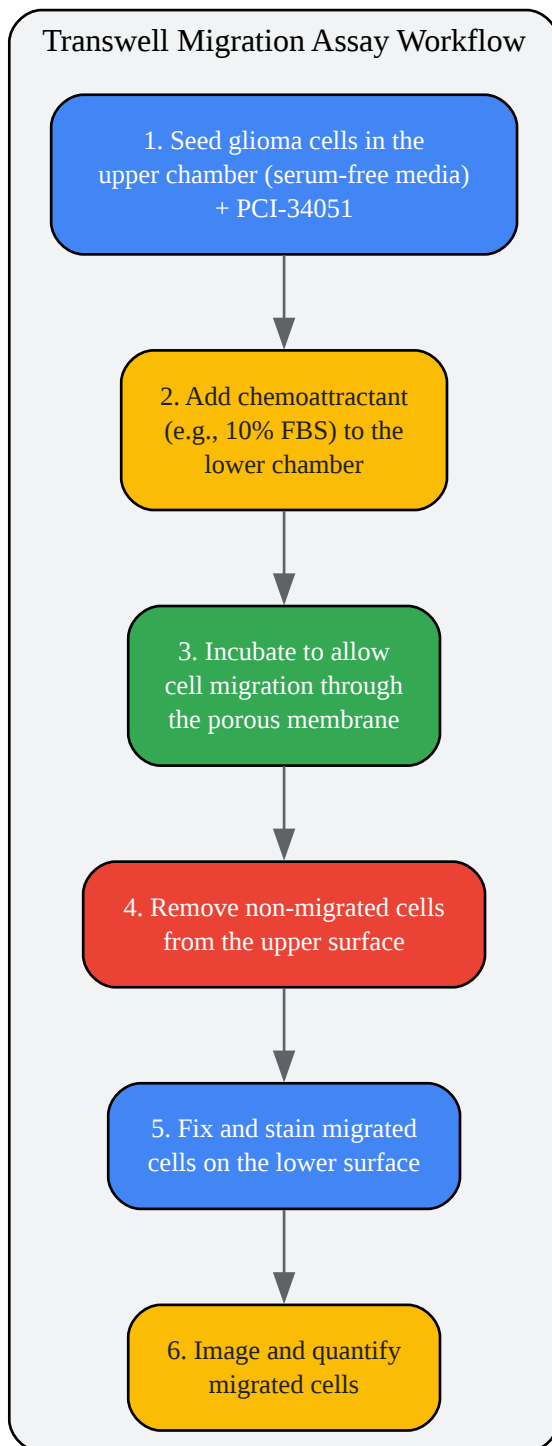 Transwell Migration Assay Workflow
1. Seed glioma cells in the
upper chamber (serum-free media)
+ PCI-34051
2. Add chemoattractant
(e.g., 10% FBS) to the
lower chamber
3. Incubate to allow
cell migration through
the porous membrane
4. Remove non-migrated cells
from the upper surface
5. Fix and stain migrated
cells on the lower surface
6. Image and quantify
migrated cells